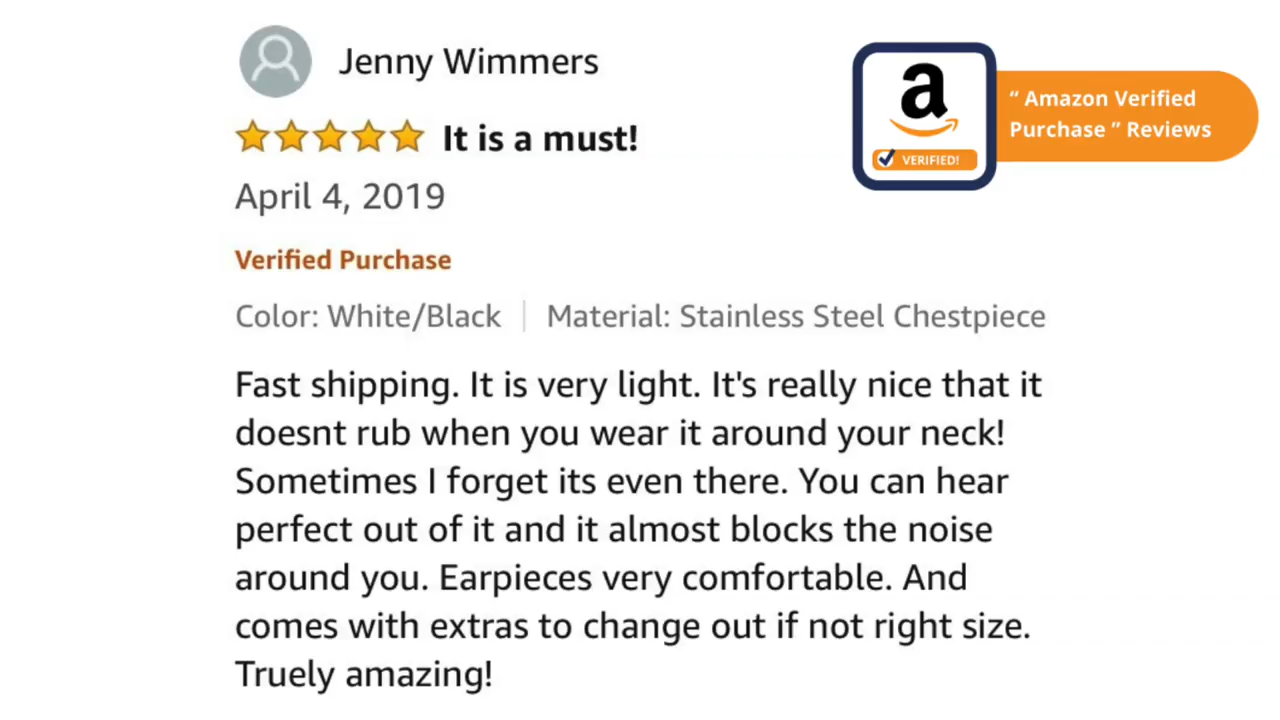 Jenny Wimmers
It is a must!
April 4, 2019
Verified Purchase
Color: White/Black | Material: Stainless Steel Chestpiece
Fast shipping. It is very light. It's really nice that it
doesnt rub when you wear it around your neck!
Sometimes I forget its even there. You can hear
perfect out of it and it almost blocks the noise
around you. Earpieces very comfortable. And
comes with extras to change out if not right size.
Truely amazing!
a
VERIFIED!
“ Amazon Verified
Purchase ” Reviews